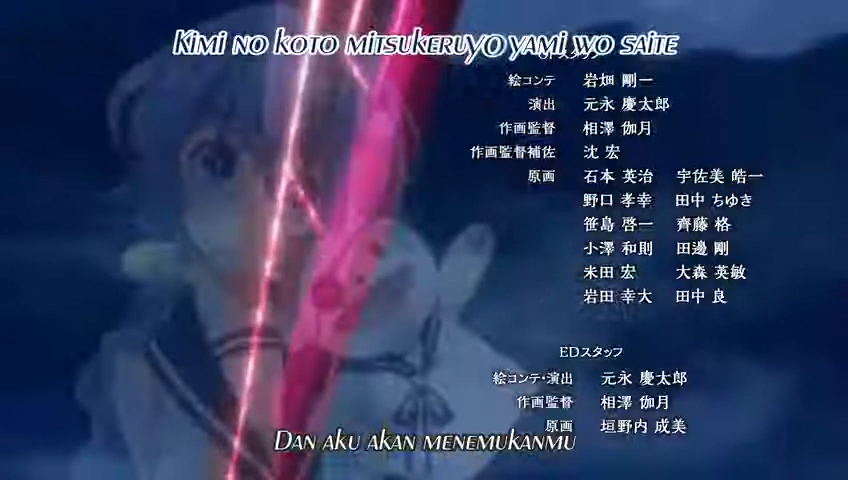 Kimi no koto mitsukeruyo yami wo saite
OPスタッフ
絵コンテ 岩畑 剛一
演出 元永 慶太郎
作画監督 相澤 伽月
作画監督補佐 沈 宏
原画 石本 英治 宇佐美 皓一
野口 孝幸 田中 ちゆき
笹島 啓一 齊藤 格
小澤 和則 田邊 剛
米田 宏 大森 英敏
岩田 幸大 田中 良
EDスタッフ
絵コンテ・演出 元永 慶太郎
作画監督 相澤 伽月
原画 垣野内 成美
Dan aku akan menemukanmu